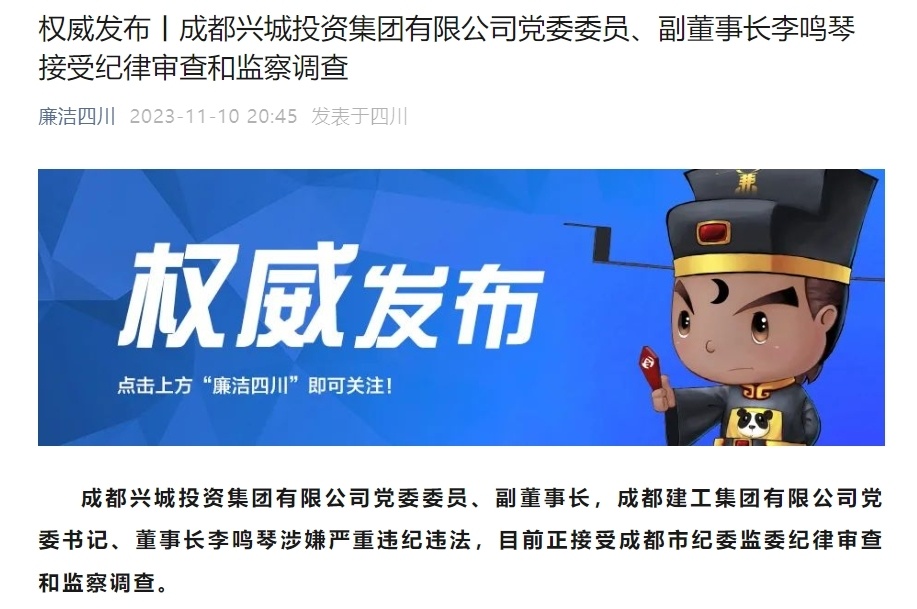 权威发布丨成都兴城投资集团有限公司党委委员、副董事长李鸣琴
接受纪律审查和监察调查
廉洁四川 2023-11-10 20:45 发表于四川
权威发布
点击上方“廉洁四川”即可关注！
成都兴城投资集团有限公司党委委员、副董事长，成都建工集团有限公司党
委书记、董事长李鸣琴涉嫌严重违纪违法，目前正接受成都市纪委监委纪律审查
和监察调查。